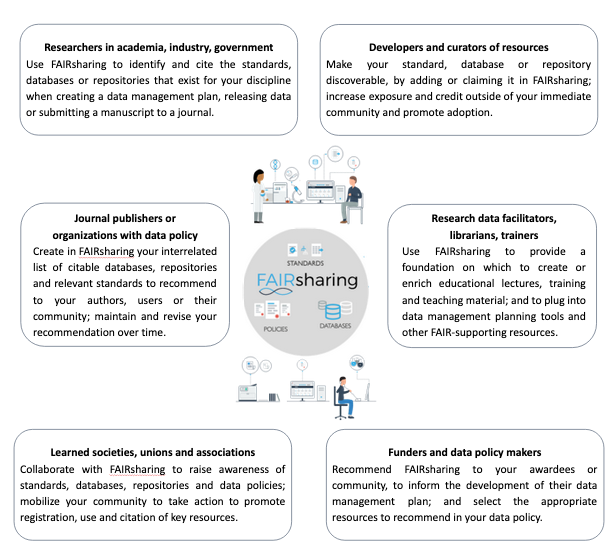 Researchers in academia, industry, government
Use FAIRsharing to identify and cite the standards,
databases or repositories that exist for your discipline
when creating a data management plan, releasing data
or submitting a manuscript to a journal.
Developers and curators of resources
Make your standard, database or repository
discoverable, by adding or claiming it in FAIRsharing;
increase exposure and credit outside of your immediate
community and promote adoption.
Journal publishers or
organizations with data policy
Create in FAIRsharing your interrelated
list of citable databases, repositories
and relevant standards to recommend
to your authors, users or their
community; maintain and revise your
recommendation over time.
STANDARDS
FAIRsharing
POLICIES
DATABASES
Research data facilitators,
librarians, trainers
Use FAIRsharing to provide a
foundation on which to create or
enrich educational lectures, training
and teaching material; and to plug into
data management planning tools and
other FAIR-supporting resources.
Learned societies, unions and associations
Collaborate with FAIRsharing to raise awareness of
standards, databases, repositories and data policies;
mobilize your community to take action to promote
registration, use and citation of key resources.
Funders and data policy makers
Recommend FAIRsharing to your awardees or
community, to inform the development of their data
management plan; and select the appropriate
resources to recommend in your data policy.